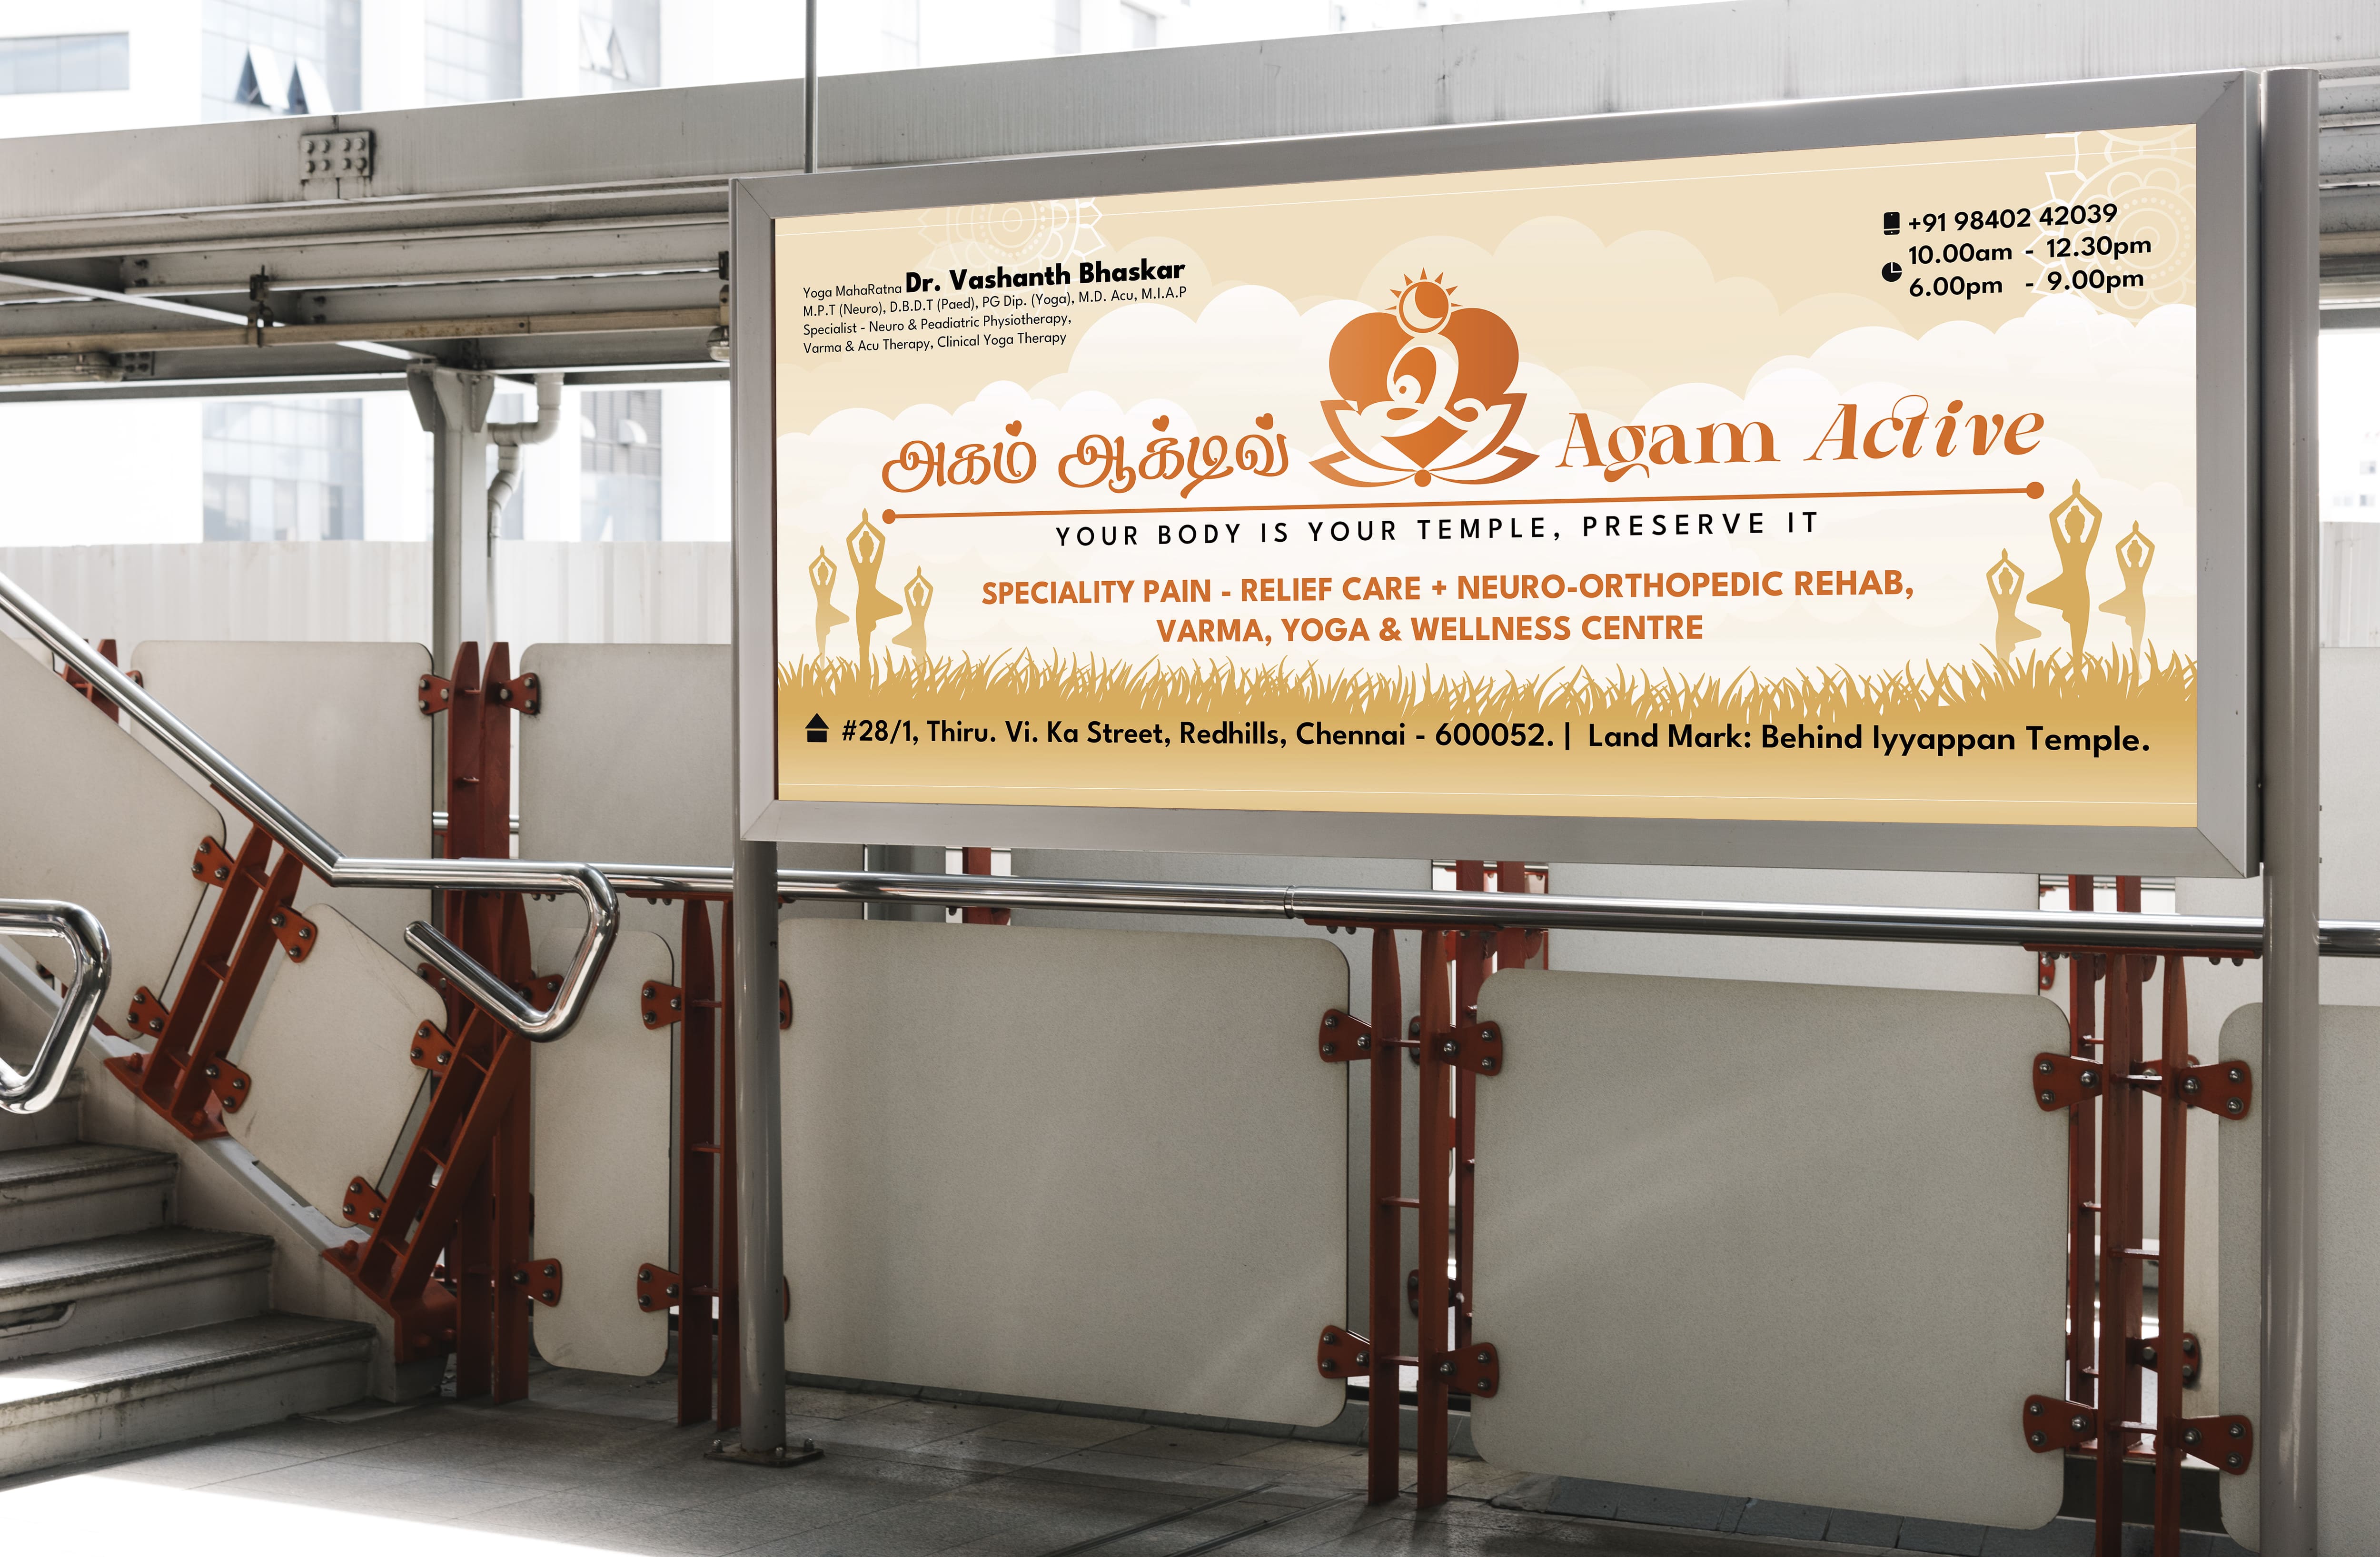 Yoga MahaRatna Dr. Vashanth Bhaskar
M.P.T (Neuro), D.B.D.T (Paed), PG Dip. (Yoga), M.D. Acu, M.I.A.P
Specialist - Neuro & Peadiatric Physiotherapy,
Varma & Acu Therapy, Clinical Yoga Therapy
+91 98402 42039
10.00am - 12.30pm
6.00pm - 9.00pm
அகம் ஆக்டிவ் Agam Active
YOUR BODY IS YOUR TEMPLE, PRESERVE IT
SPECIALITY PAIN - RELIEF CARE + NEURO-ORTHOPEDIC REHAB,
VARMA, YOGA & WELLNESS CENTRE
#28/1, Thiru. Vi. Ka Street, Redhills, Chennai - 600052. | Land Mark: Behind Iyyappan Temple.